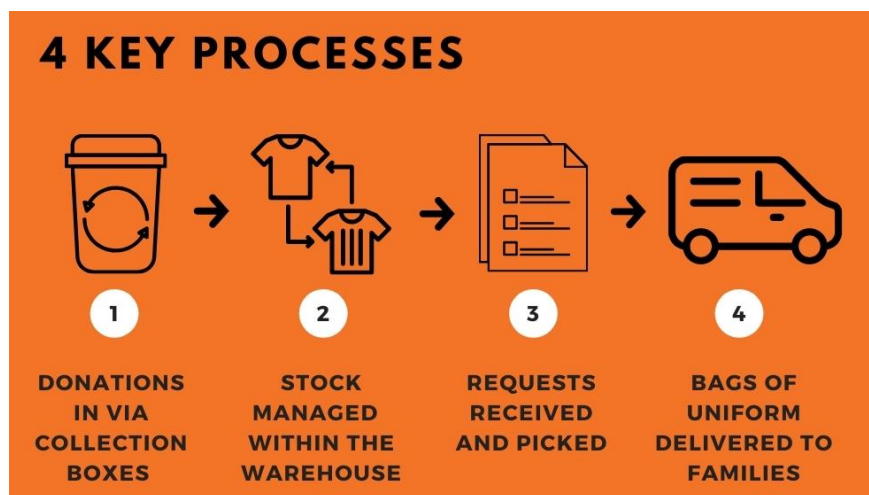 4 KEY PROCESSES
1
DONATIONS
IN VIA
COLLECTION
BOXES
2
STOCK
MANAGED
WITHIN THE
WAREHOUSE
3
REQUESTS
RECEIVED
AND PICKED
4
BAGS OF
UNIFORM
DELIVERED TO
FAMILIES